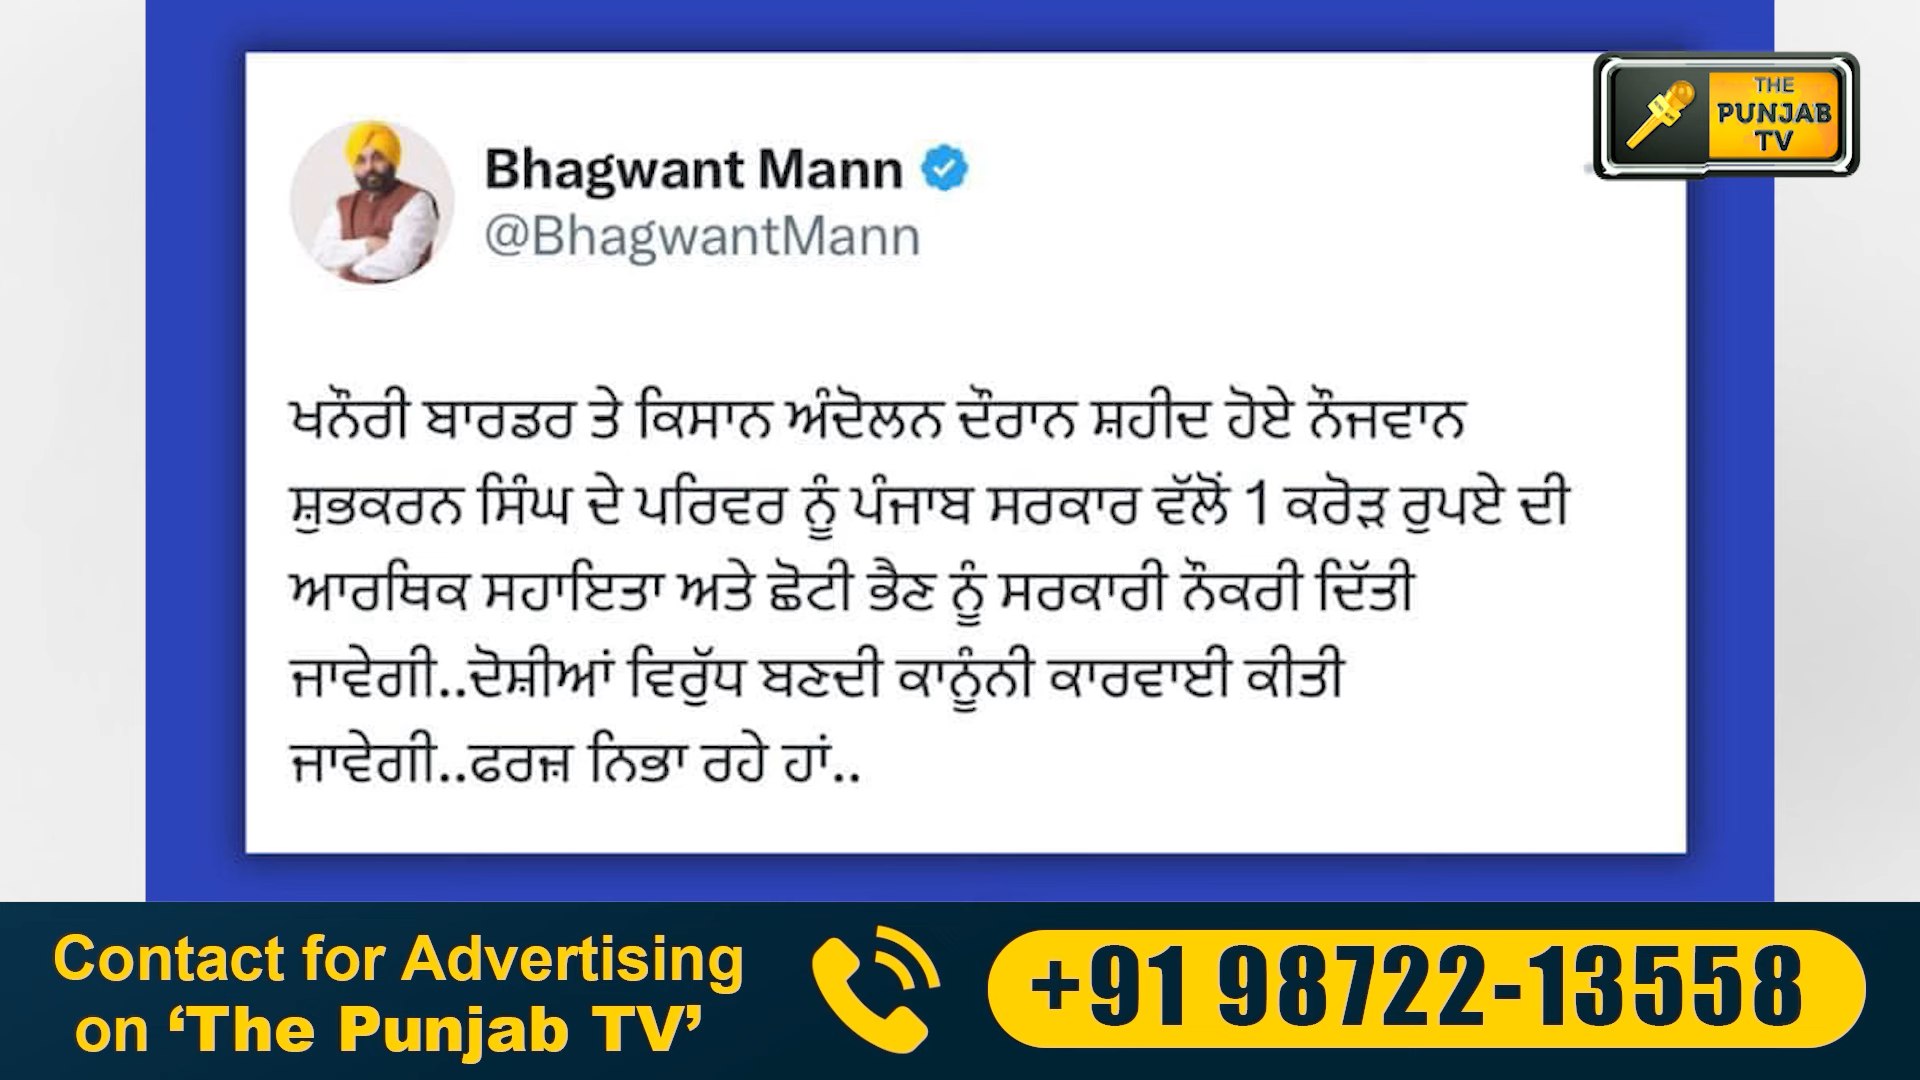 THE
PUNJAB
TV
Bhagwant Mann
@BhagwantMann
ਖਨੌਰੀ ਬਾਰਡਰ ਤੇ ਕਿਸਾਨ ਅੰਦੋਲਨ ਦੌਰਾਨ ਸ਼ਹੀਦ ਹੋਏ ਨੌਜਵਾਨ
ਸ਼ੁਭਕਰਨ ਸਿੰਘ ਦੇ ਪਰਿਵਰ ਨੂੰ ਪੰਜਾਬ ਸਰਕਾਰ ਵੱਲੋਂ 1 ਕਰੋੜ ਰੁਪਏ ਦੀ
ਆਰਥਿਕ ਸਹਾਇਤਾ ਅਤੇ ਛੋਟੀ ਭੈਣ ਨੂੰ ਸਰਕਾਰੀ ਨੌਕਰੀ ਦਿੱਤੀ
ਜਾਵੇਗੀ..ਦੋਸ਼ੀਆਂ ਵਿਰੁੱਧ ਬਣਦੀ ਕਾਨੂੰਨੀ ਕਾਰਵਾਈ ਕੀਤੀ
ਜਾਵੇਗੀ..ਫਰਜ਼ ਨਿਭਾ ਰਹੇ ਹਾਂ..
Contact for Advertising
on ‘The Punjab TV’
+91 98722-13558